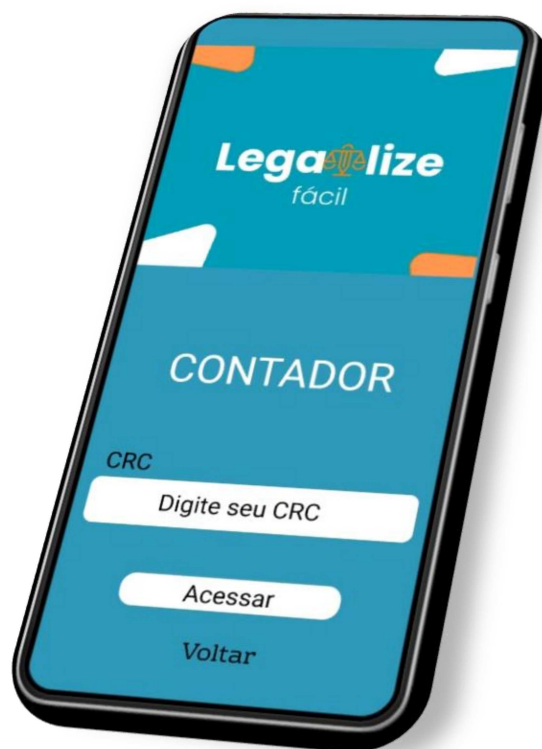 Legalize
fácil
CONTADOR
CRC
Digite seu CRC
Acessar
Voltar